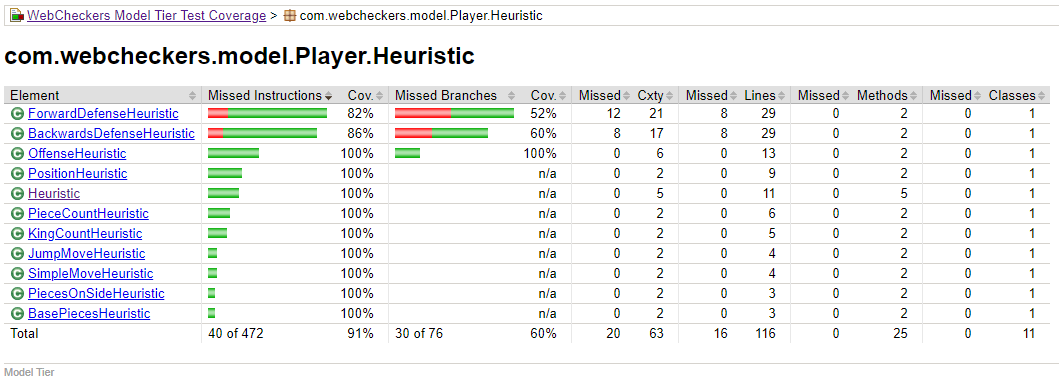 WebCheckers Model Tier Test Coverage > com.webcheckers.model.Player.Heuristic
com.webcheckers.model.Player.Heuristic
Element Missed Instructions Cov. Missed Branches Cov. Missed Cxty Missed Lines Missed Methods Missed Classes
ForwardDefenseHeuristic 82% 52% 12 21 8 29 0 2 0 1
BackwardsDefenseHeuristic 86% 60% 8 17 8 29 0 2 0 1
OffenseHeuristic 100% 100% 0 6 0 13 0 2 0 1
PositionHeuristic 100% n/a 0 2 0 9 0 2 0 1
Heuristic 100% n/a 0 5 0 11 0 5 0 1
PieceCountHeuristic 100% n/a 0 2 0 6 0 2 0 1
KingCountHeuristic 100% n/a 0 2 0 5 0 2 0 1
JumpMoveHeuristic 100% n/a 0 2 0 4 0 2 0 1
SimpleMoveHeuristic 100% n/a 0 2 0 4 0 2 0 1
PiecesOnSideHeuristic 100% n/a 0 2 0 3 0 2 0 1
BasePiecesHeuristic 100% n/a 0 2 0 3 0 2 0 1
Total 40 of 472 91% 30 of 76 60% 20 63 16 116 0 25 0 11
Model Tier